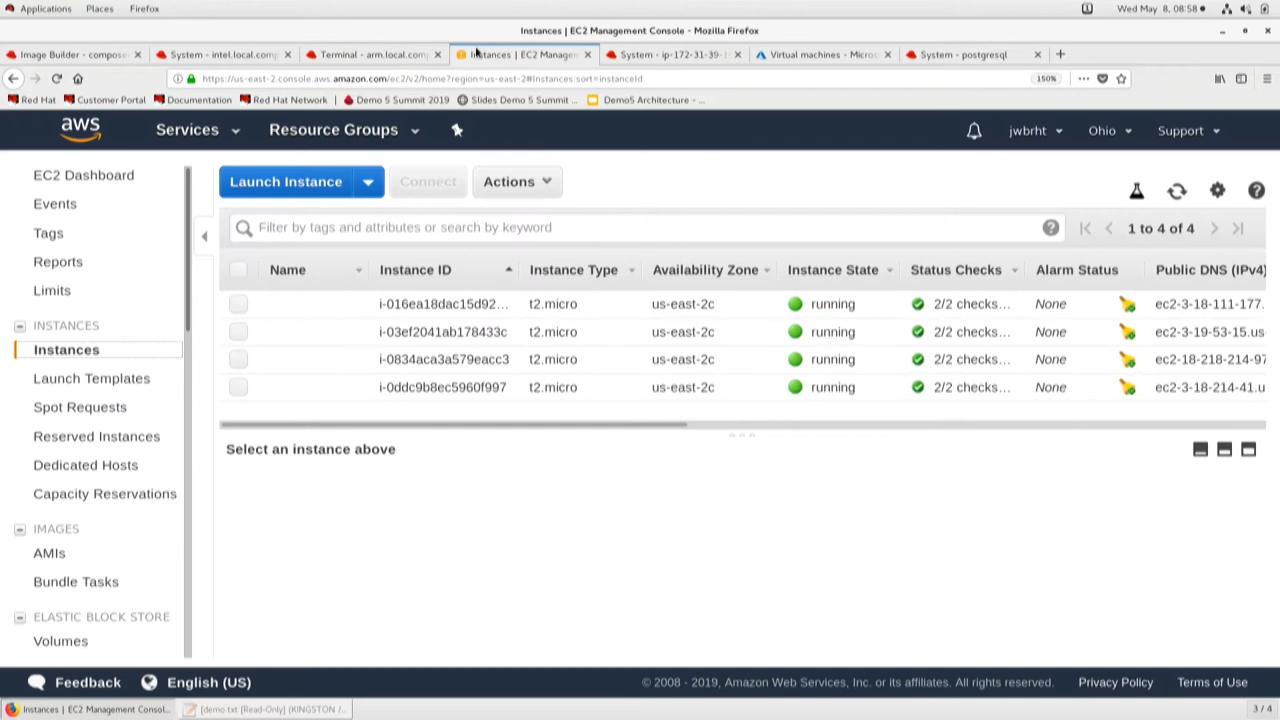 Applications Places Firefox 1 Wed May 8, 08:58
Instances | EC2 Management Console - Mozilla Firefox
Image Builder - compose
System - intel.local.comp
Terminal - arm.local.com
Instances | EC2 Manage
System - ip-172-31-39-1
Virtual machines - Micros
System - postgresql
https://us-east-2.console.aws.amazon.com/ec2/v2/home?region=us-east-2#Instances:sort=instanceId 150%
Red Hat Customer Portal Documentation Red Hat Network Demo 5 Summit 2019 Slides Demo 5 Summit ... Demo5 Architecture - ...
aws Services Resource Groups jwbrht Ohio Support
EC2 Dashboard
Events
Tags
Reports
Limits
INSTANCES
Instances
Launch Templates
Spot Requests
Reserved Instances
Dedicated Hosts
Capacity Reservations
IMAGES
AMIs
Bundle Tasks
ELASTIC BLOCK STORE
Volumes
Launch Instance Connect Actions
Filter by tags and attributes or search by keyword 1 to 4 of 4
Name Instance ID Instance Type Availability Zone Instance State Status Checks Alarm Status Public DNS (IPv4)
i-016ea18dac15d92... t2.micro us-east-2c running 2/2 checks... None ec2-3-18-111-177.
i-03ef2041ab178433c t2.micro us-east-2c running 2/2 checks... None ec2-3-19-53-15.us
i-0834aca3a579eacc3 t2.micro us-east-2c running 2/2 checks... None ec2-18-218-214-97
i-0ddc9b8ec5960f997 t2.micro us-east-2c running 2/2 checks... None ec2-3-18-214-41.u
Select an instance above
Feedback English (US) © 2008 - 2019, Amazon Web Services, Inc. or its affiliates. All rights reserved. Privacy Policy Terms of Use
Instances | EC2 Management Consol... [demo.txt [Read-Only] (KINGSTON /... 3 / 4